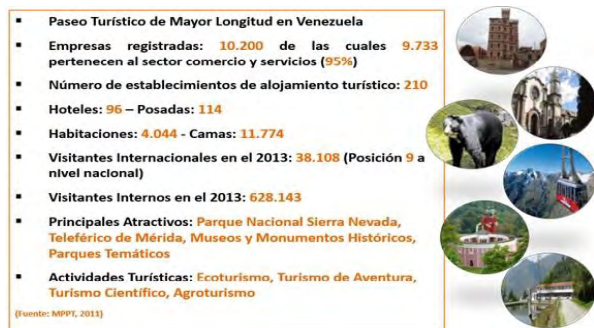 ▪ Paseo Turístico de Mayor Longitud en Venezuela
▪ Empresas registradas: 10.200 de las cuales 9.733
pertenecen al sector comercio y servicios (95%)
▪ Número de establecimientos de alojamiento turístico: 210
▪ Hoteles: 96 – Posadas: 114
▪ Habitaciones: 4.044 - Camas: 11.774
▪ Visitantes Internacionales en el 2013: 38.108 (Posición 9 a
nivel nacional)
▪ Visitantes Internos en el 2013: 628.143
▪ Principales Atractivos: Parque Nacional Sierra Nevada,
Teleférico de Mérida, Museos y Monumentos Históricos,
Parques Temáticos
▪ Actividades Turísticas: Ecoturismo, Turismo de Aventura,
Turismo Científico, Agroturismo
(Fuente: MPPT, 2011)